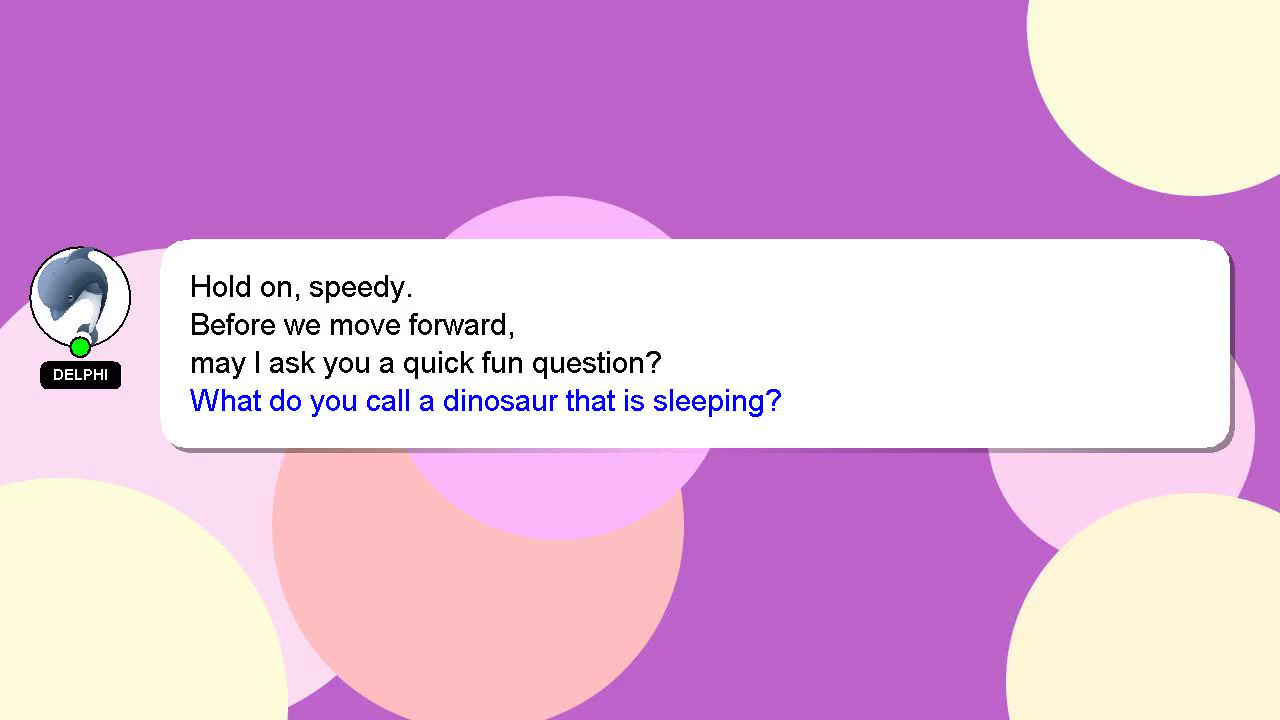 Hold on, speedy.
Before we move forward,
may I ask you a quick fun question?
What do you call a dinosaur that is sleeping?
DELPHI